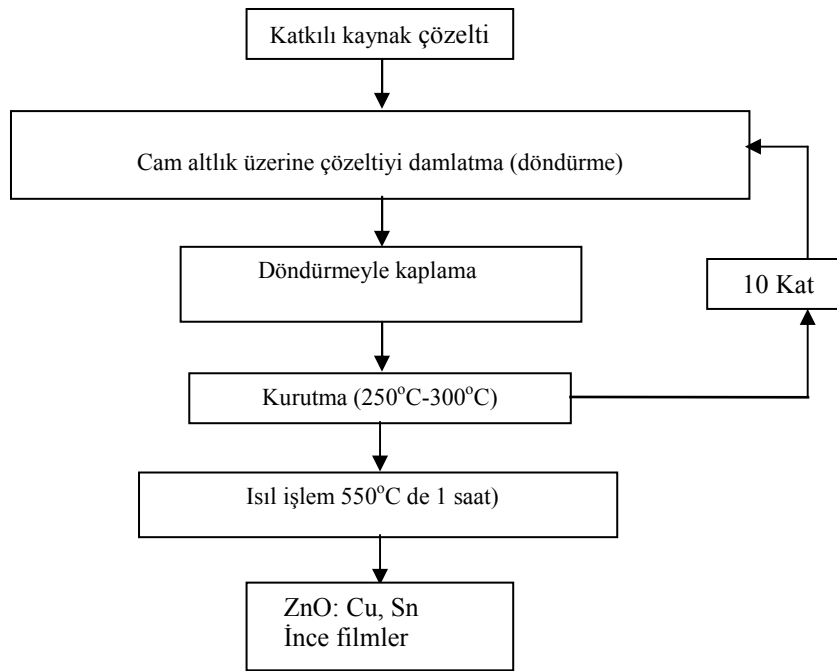 Katkılı kaynak çözelti
Cam altlık üzerine çözeltiyi damlatma (döndürme)
Döndürmeyle kaplama
10 Kat
Kurutma (250°C-300°C)
Isıl işlem 550°C de 1 saat)
ZnO: Cu, Sn
İnce filmler